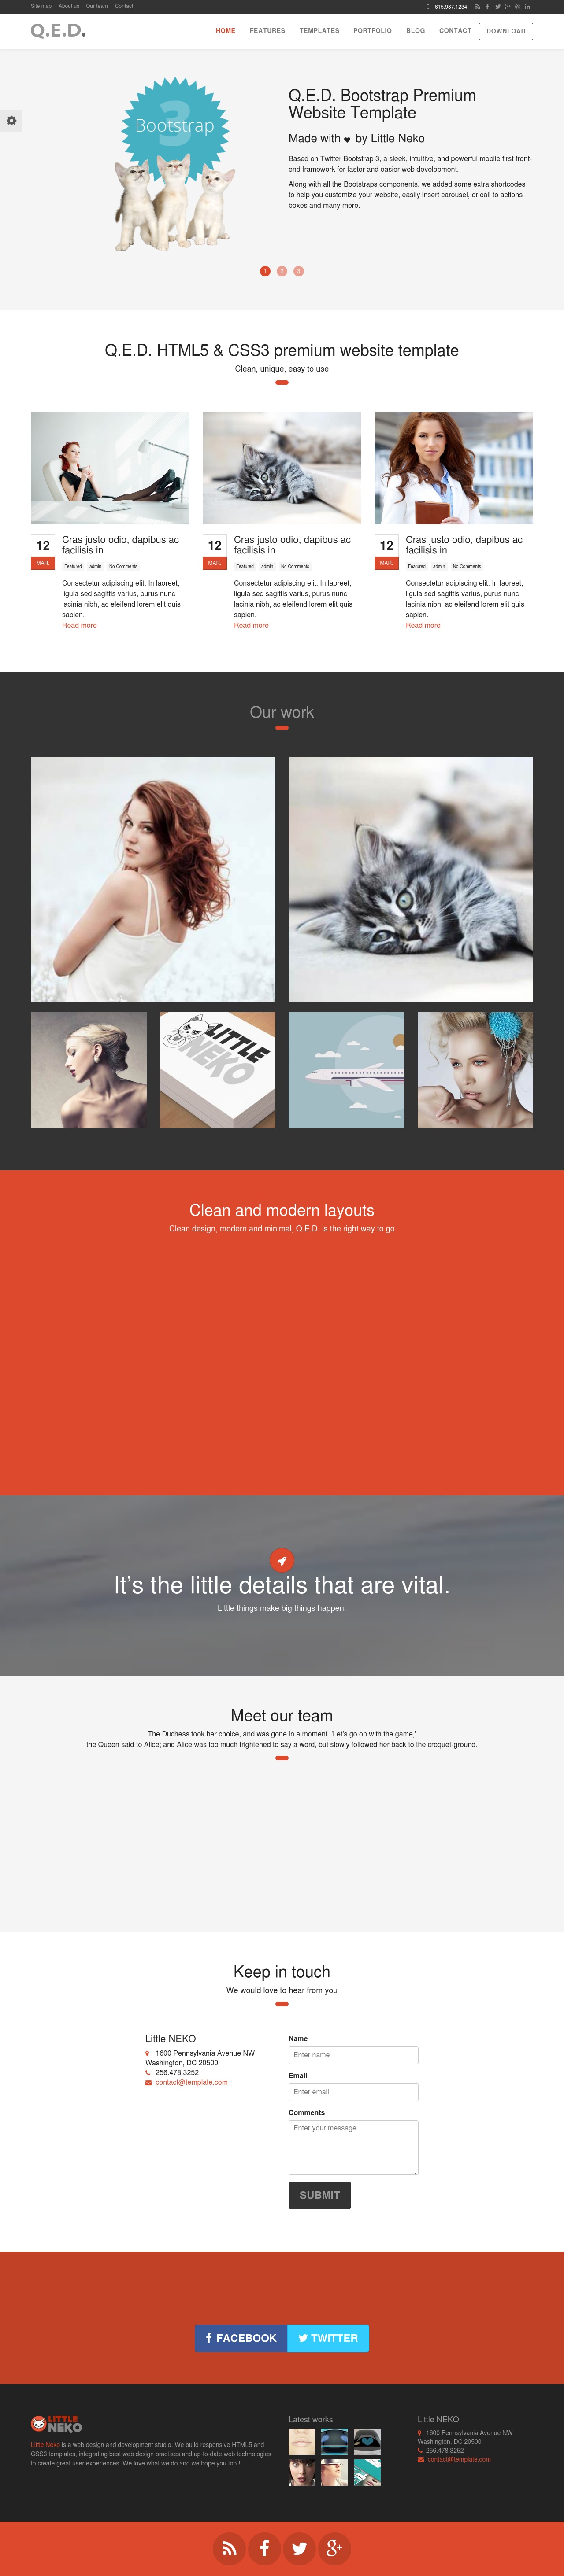 Site map About us Our team Contact
615.987.1234
Q.E.D.
HOME FEATURES TEMPLATES PORTFOLIO BLOG CONTACT DOWNLOAD
3
Bootstrap
Q.E.D. Bootstrap Premium
Website Template
Made with by Little Neko
Based on Twitter Bootstrap 3, a sleek, intuitive, and powerful mobile first front-
end framework for faster and easier web development.
Along with all the Bootstraps components, we added some extra shortcodes
to help you customize your website, easily insert carousel, or call to actions
boxes and many more.
1 2 3
Q.E.D. HTML5 & CSS3 premium website template
Clean, unique, easy to use
12
MAR.
Cras justo odio, dapibus ac
facilisis in
Featured admin No Comments
Consectetur adipiscing elit. In laoreet,
ligula sed sagittis varius, purus nunc
lacinia nibh, ac eleifend lorem elit quis
sapien.
Read more
12
MAR.
Cras justo odio, dapibus ac
facilisis in
Featured admin No Comments
Consectetur adipiscing elit. In laoreet,
ligula sed sagittis varius, purus nunc
lacinia nibh, ac eleifend lorem elit quis
sapien.
Read more
12
MAR.
Cras justo odio, dapibus ac
facilisis in
Featured admin No Comments
Consectetur adipiscing elit. In laoreet,
ligula sed sagittis varius, purus nunc
lacinia nibh, ac eleifend lorem elit quis
sapien.
Read more
Our work
LITTLE
NEKO
Clean and modern layouts
Clean design, modern and minimal, Q.E.D. is the right way to go
It's the little details that are vital.
Little things make big things happen.
Meet our team
The Duchess took her choice, and was gone in a moment. 'Let's go on with the game,'
the Queen said to Alice; and Alice was too much frightened to say a word, but slowly followed her back to the croquet-ground.
Keep in touch
We would love to hear from you
Little NEKO
1600 Pennsylvania Avenue NW
Washington, DC 20500
256.478.3252
contact@template.com
Name
Enter name
Email
Enter email
Comments
Enter your message...
SUBMIT
FACEBOOK TWITTER
LITTLE
NEKO
Little Neko is a web design and development studio. We build responsive HTML5 and
CSS3 templates, integrating best web design practises and up-to-date web technologies
to create great user experiences. We love what we do and we hope you too !
Latest works
Little NEKO
1600 Pennsylvania Avenue NW
Washington, DC 20500
256.478.3252
contact@template.com